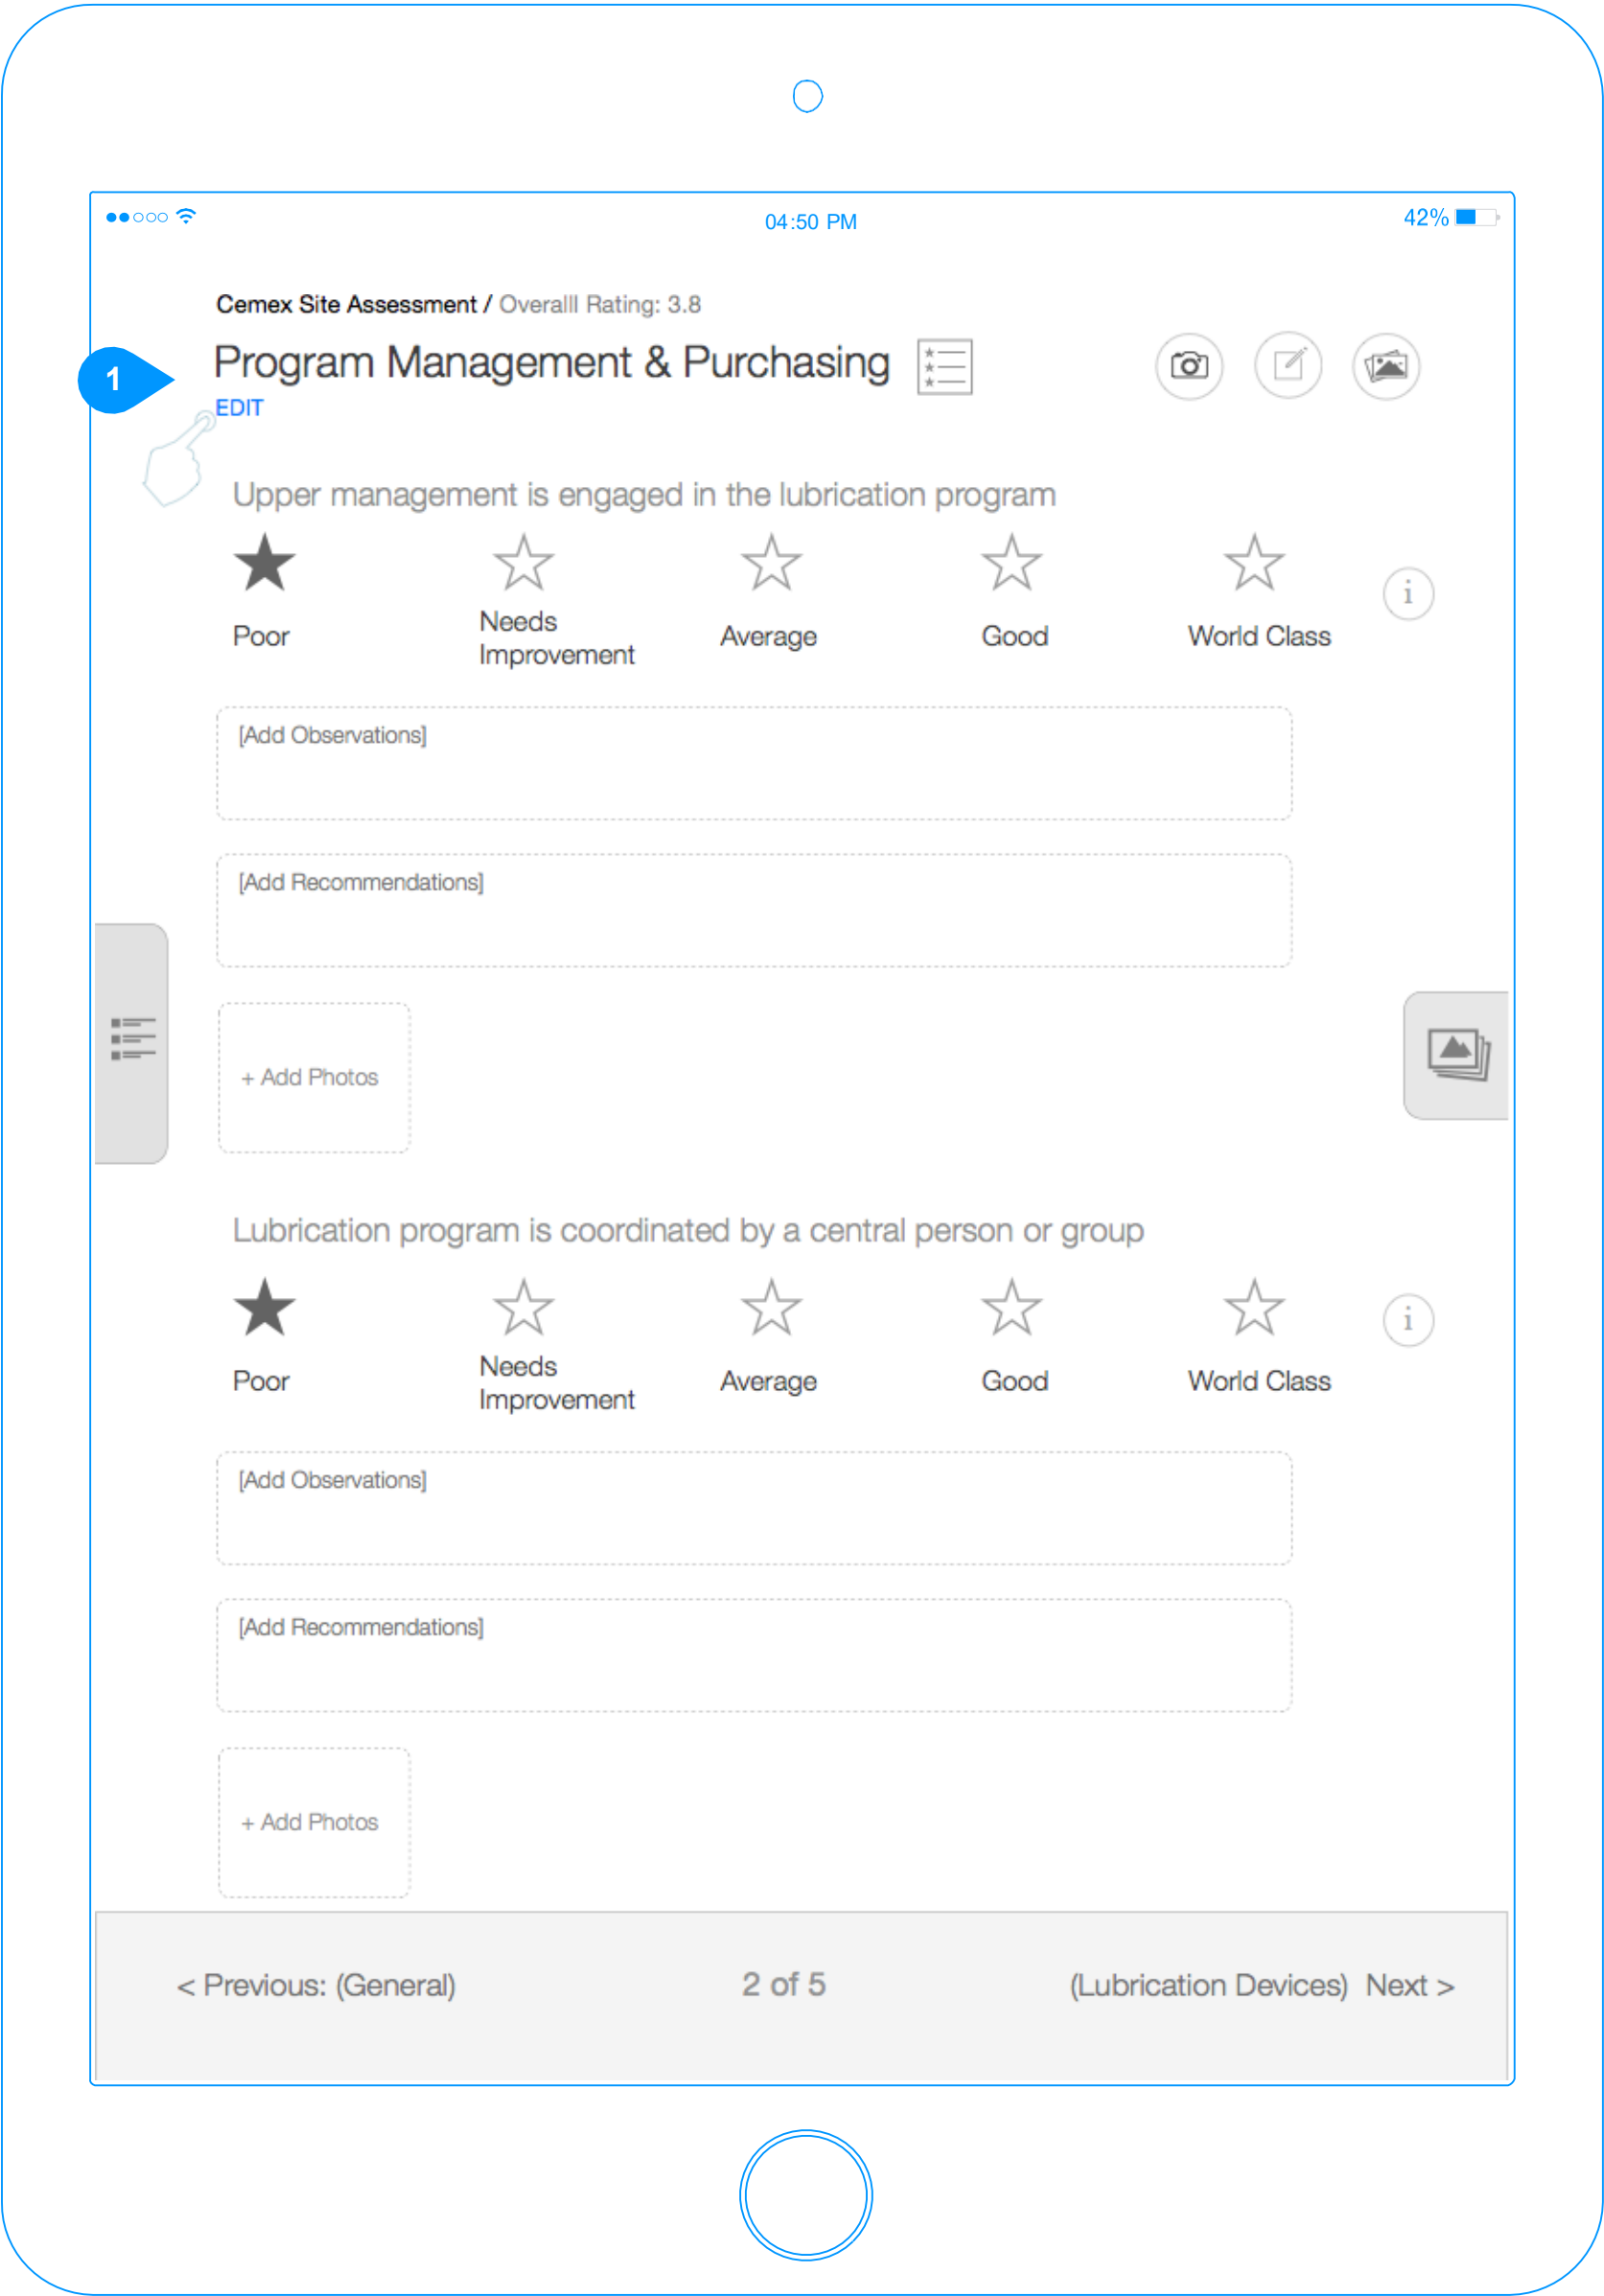 04:50 PM
42%
Cemex Site Assessment / Overalll Rating: 3.8
1
Program Management & Purchasing
EDIT
Upper management is engaged in the lubrication program
Poor
Needs
Improvement
Average
Good
World Class
i
[Add Observations]
[Add Recommendations]
+ Add Photos
Lubrication program is coordinated by a central person or group
Poor
Needs
Improvement
Average
Good
World Class
i
[Add Observations]
[Add Recommendations]
+ Add Photos
< Previous: (General)
2 of 5
(Lubrication Devices) Next >